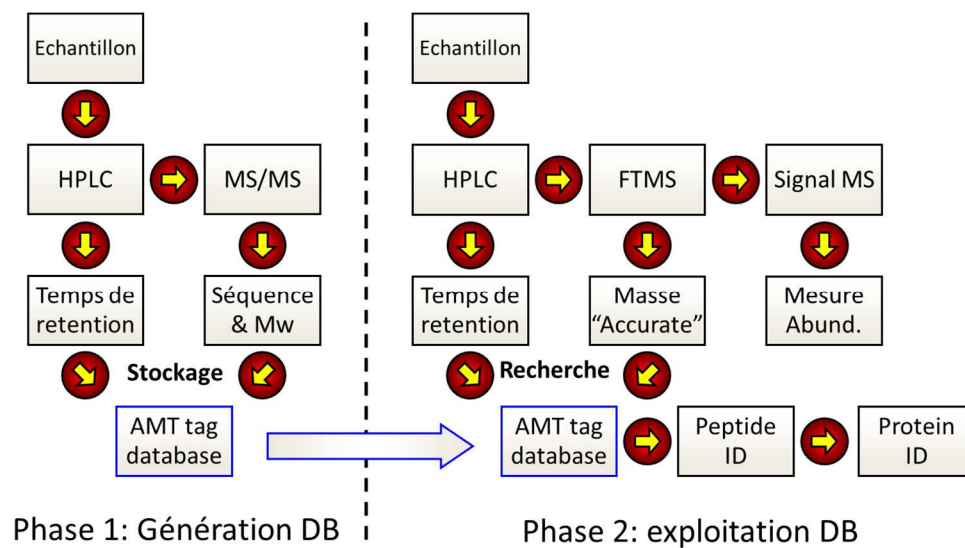 Echantillon
HPLC
MS/MS
Temps de
retention
Séquence
& Mw
Stockage
AMT tag
database
Phase 1: Génération DB
Echantillon
HPLC
FTMS
Signal MS
Temps de
retention
Masse
“Accurate”
Mesure
Abund.
Recherche
AMT tag
database
Peptide
ID
Protein
ID
Phase 2: exploitation DB